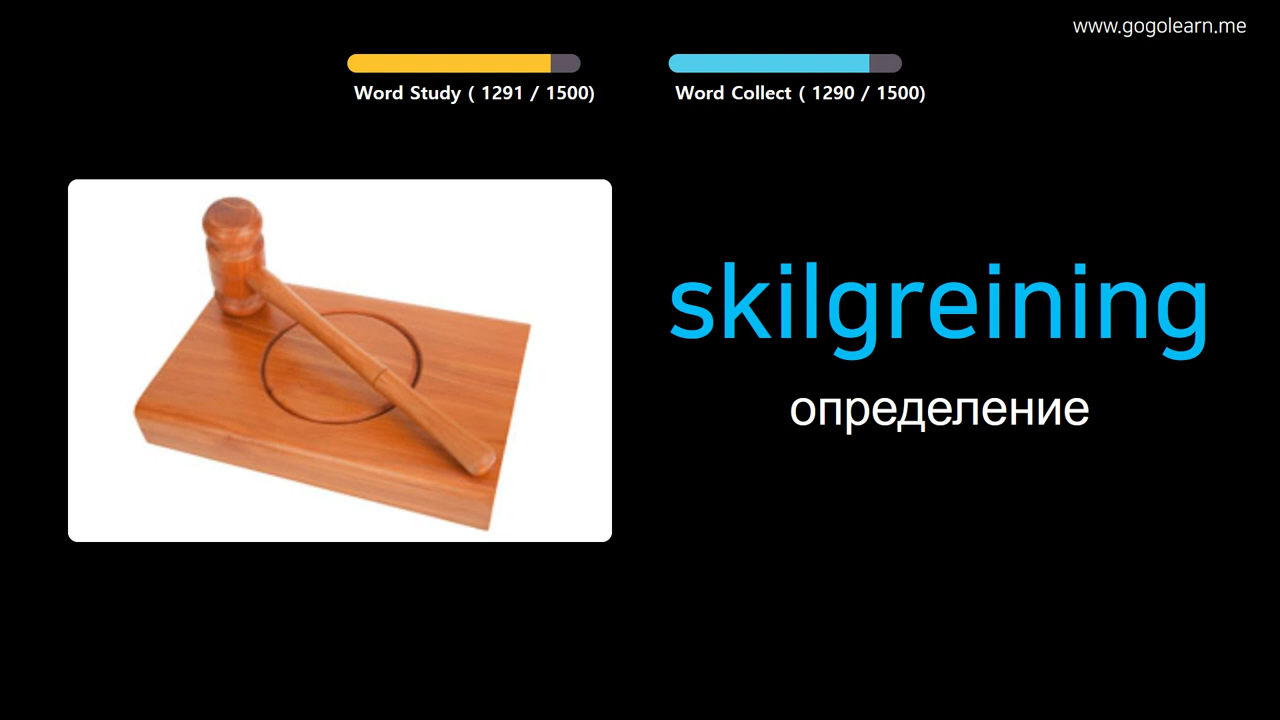 www.gogolearn.me
Word Study ( 1291 / 1500)
Word Collect ( 1290 / 1500)
skilgreining
определение